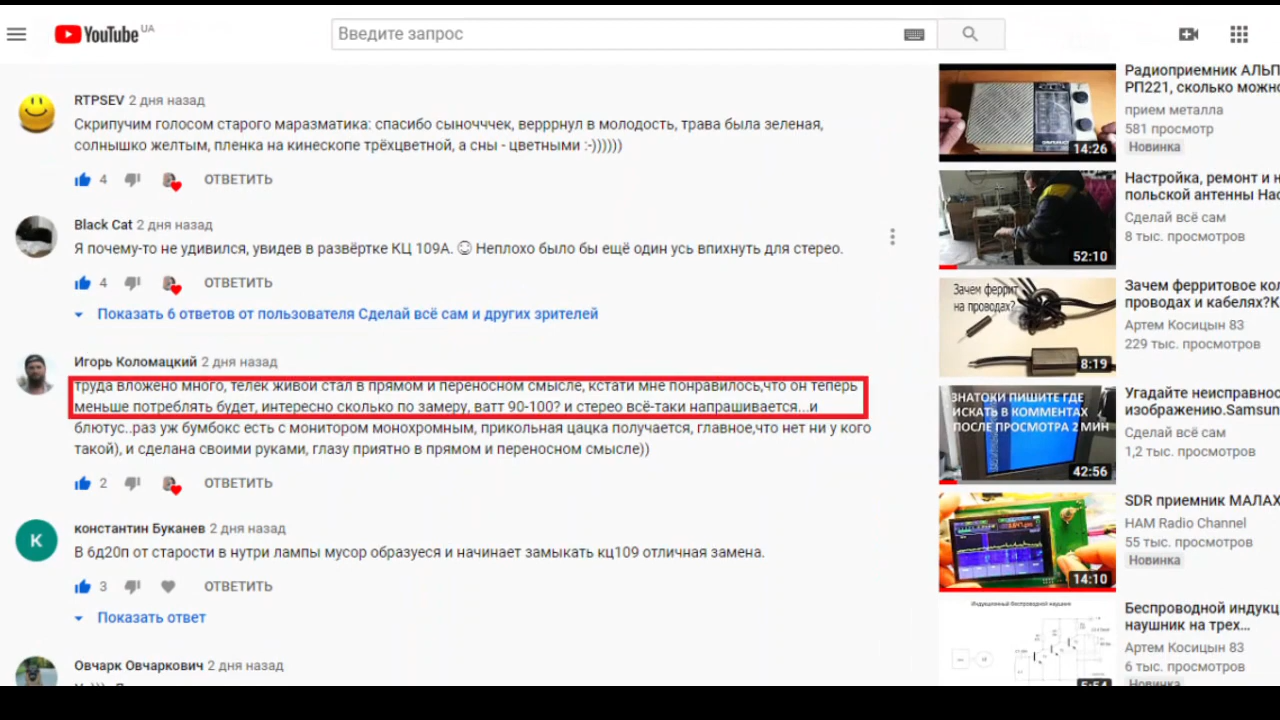 YouTube UA
Введите запрос
RTPSEV 2 дня назад
Скрипучим голосом старого маразматика: спасибо сыночччек, верррнул в молодость, трава была зеленая,
солнышко желтым, пленка на кинескопе трёхцветной, а сны - цветными :-))))))
4 ОТВЕТИТЬ
Black Cat 2 дня назад
Я почему-то не удивился, увидев в развёртке КЦ 109А. Неплохо было бы ещё один усь впихнуть для стерео.
4 ОТВЕТИТЬ
Показать 6 ответов от пользователя Сделай всё сам и других зрителей
Игорь Коломацкий 2 дня назад
труда вложено много, телек живой стал в прямом и переносном смысле, кстати мне понравилось,что он теперь
меньше потреблять будет, интересно сколько по замеру, ватт 90-100? и стерео всё-таки напрашивается...и
блютус..раз уж бумбокс есть с монитором монохромным, прикольная цацка получается, главное,что нет ни у кого
такой), и сделана своими руками, глазу приятно в прямом и переносном смысле))
2 ОТВЕТИТЬ
K
константин Буканев 2 дня назад
В 6д20п от старости в нутри лампы мусор образуеся и начинает замыкать кц109 отличная замена.
3 ОТВЕТИТЬ
Показать ответ
Овчарк Овчаркович 2 дня назад
14:26
Радиоприемник АЛЬП
РП221, сколько можно
прием металла
581 просмотр
Новинка
52:10
Настройка, ремонт и н
польской антенны Нас
Сделай всё сам
8 тыс. просмотров
Зачем феррит
на проводах?
8:19
Зачем ферритовое кол
проводах и кабелях?К
Артем Косицын 83
229 тыс. просмотров
ЗНАТОКИ ПИШИТЕ ГДЕ
ИСКАТЬ В КОММЕНТАХ
ПОСЛЕ ПРОСМОТРА 2 МИН
42:56
Угадайте неисправнос
изображению.Samsun
Сделай всё сам
1,2 тыс. просмотров
14:10
SDR приемник МАЛАХ
HAM Radio Channel
55 тыс. просмотров
Новинка
Индукционный беспроводной наушник
5:54
Беспроводной индукц
наушник на трех...
Артем Косицын 83
6 тыс. просмотров
Новинка